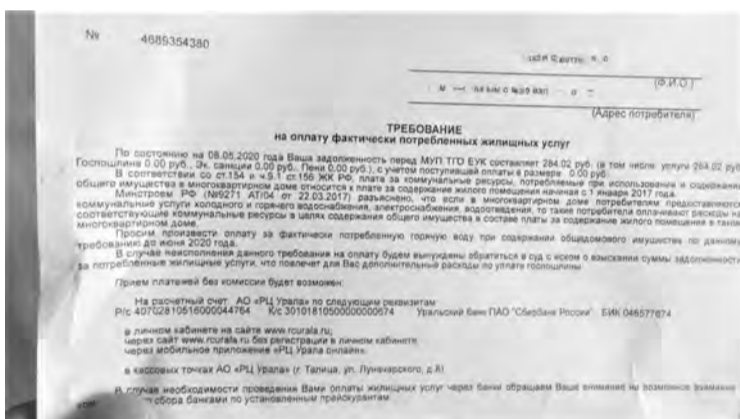 № 4689354380
(Ф.И.О.)
(Адрес потребителя)
ТРЕБОВАНИЕ
на оплату фактически потребленных жилищных услуг
По состоянию на 08.05.2020 года Ваша задолженность перед МУП ТГО ЕУК составляет 284.02 руб. (в том числе: услуги 284.02 руб
Госпошлина 0.00 руб., Эк. санкции 0.00 руб., Пени 0.00 руб.), с учетом поступившей оплаты в размере 0.00 руб.
В соответствии со ст.154 и ч.9.1 ст.156 ЖК РФ, плата за коммунальные ресурсы, потребляемые при использовании и содержании
общего имущества в многоквартирном доме относится к плате за содержание жилого помещения начиная с 1 января 2017 года.
Минстроем РФ (№9271 АТ/04 от 22.03.2017) разъяснено, что если в многоквартирном доме потребителям предоставляются
коммунальные услуги холодного и горячего водоснабжения, электроснабжения, водоотведения, то такие потребители оплачивают расходы на
соответствующие коммунальные ресурсы в целях содержания общего имущества в составе платы за содержание жилого помещения в таком
многоквартирном доме.
Просим произвести оплату за фактически потребленную горячую воду при содержании общедомового имущества по данному
требованию до июня 2020 года.
В случае неисполнения данного требования на оплату будем вынуждены обратиться в суд с иском о взыскании суммы задолженности
за потребленные жилищные услуги, что повлечет для Вас дополнительные расходы по уплате госпошлины
Прием платежей без комиссии будет возможен:
На расчетный счет АО «РЦ Урала» по следующим реквизитам
Р/с 40702810516000044764 К/с 30101810500000000674 Уральский банк ПАО "Сбербанк России" БИК 046577674
в личном кабинете на сайте www.rcurala.ru;
через сайт www.rcurala.ru без регистрации в личном кабинете
через мобильное приложение «РЦ Урала онлайн».
в кассовых точках АО «РЦ Урала» (г. Талица, ул. Луначарского, д.8)
В случае необходимости проведения Вами оплаты жилищных услуг через банки обращаем Ваше внимание на возможное взимание
сбора банками по установленным прейскурантам